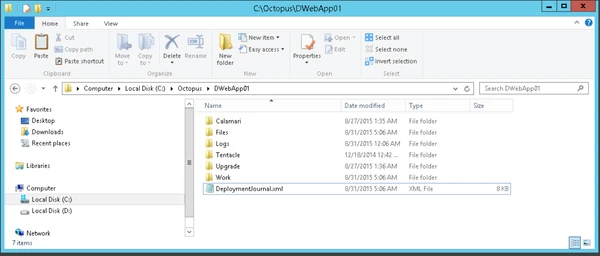 C:\Octopus\DWebApp01
File Home Share View
Copy Paste Cut Copy path Paste shortcut
Clipboard
Move to Copy to Delete Rename
Organize
New folder New item Easy access
New
Properties Open Edit History
Open
Select all Select none Invert selection
Select
Computer Local Disk (C:) Octopus DWebApp01 Search DWebApp01
Favorites
Desktop
Downloads
Recent places
Libraries
Computer
Local Disk (C:)
Local Disk (D:)
Network
Name Date modified Type Size
Calamari 8/27/2015 1:35 AM File folder
Files 8/31/2015 5:06 AM File folder
Logs 8/31/2015 12:06 AM File folder
Tentacle 12/18/2014 12:42 ... File folder
Upgrade 8/27/2015 1:36 AM File folder
Work 8/31/2015 5:06 AM File folder
DeploymentJournal.xml 8/31/2015 5:06 AM XML File 8 KB
7 items